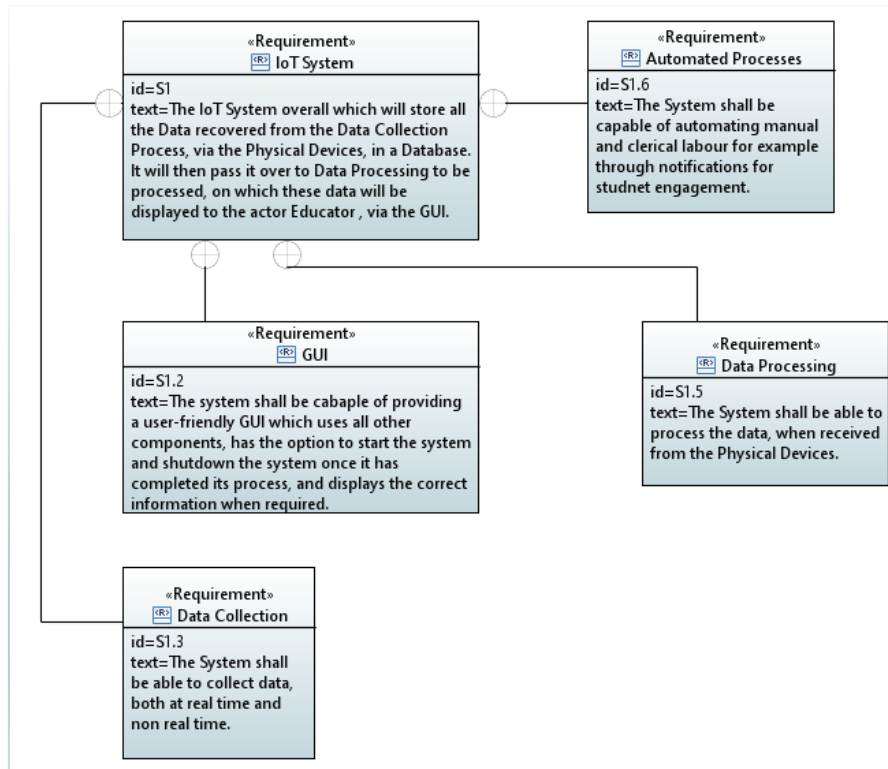 «Requirement»
IoT System
id=S1
text=The IoT System overall which will store all
the Data recovered from the Data Collection
Process, via the Physical Devices, in a Database.
It will then pass it over to Data Processing to be
processed, on which these data will be
displayed to the actor Educator , via the GUI.
«Requirement»
Automated Processes
id=S1.6
text=The System shall be
capable of automating manual
and clerical labour for example
through notifications for
studnet engagement.
«Requirement»
GUI
id=S1.2
text=The system shall be cabaple of providing
a user-friendly GUI which uses all other
components, has the option to start the system
and shutdown the system once it has
completed its process, and displays the correct
information when required.
«Requirement»
Data Processing
id=S1.5
text=The System shall be able to
process the data, when received
from the Physical Devices.
«Requirement»
Data Collection
id=S1.3
text=The System shall
be able to collect data,
both at real time and
non real time.